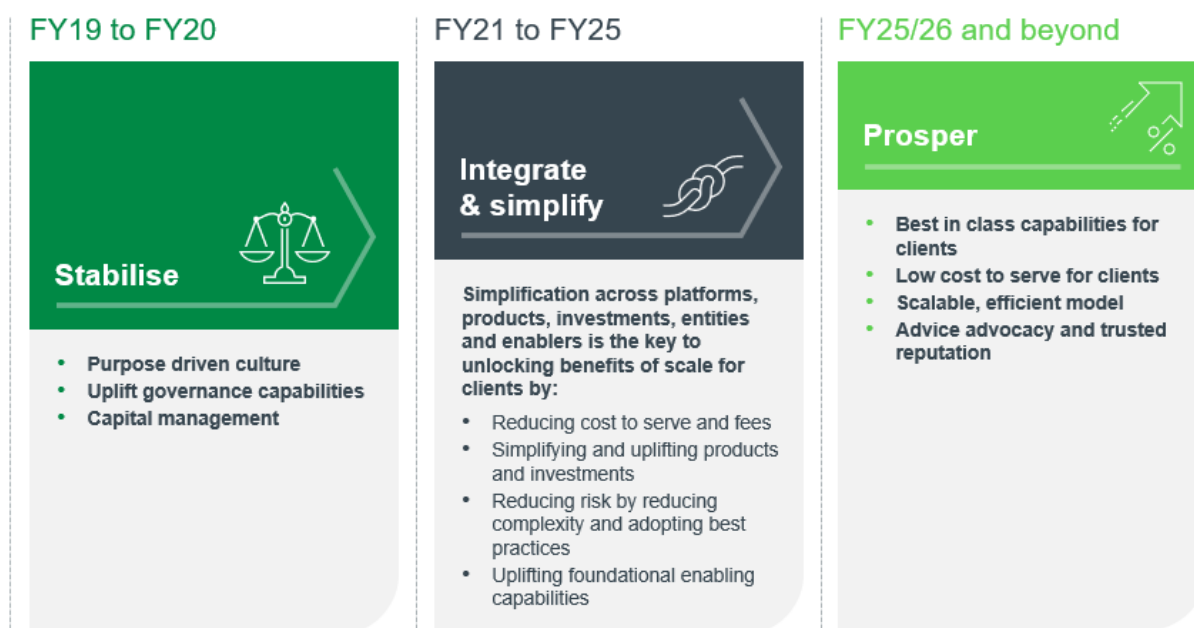 FY19 to FY20
Stabilise
• Purpose driven culture
• Uplift governance capabilities
• Capital management
FY21 to FY25
Integrate
& simplify
Simplification across platforms,
products, investments, entities
and enablers is the key to
unlocking benefits of scale for
clients by:
• Reducing cost to serve and fees
• Simplifying and uplifting products
and investments
• Reducing risk by reducing
complexity and adopting best
practices
• Uplifting foundational enabling
capabilities
FY25/26 and beyond
Prosper
%
• Best in class capabilities for
clients
• Low cost to serve for clients
• Scalable, efficient model
• Advice advocacy and trusted
reputation